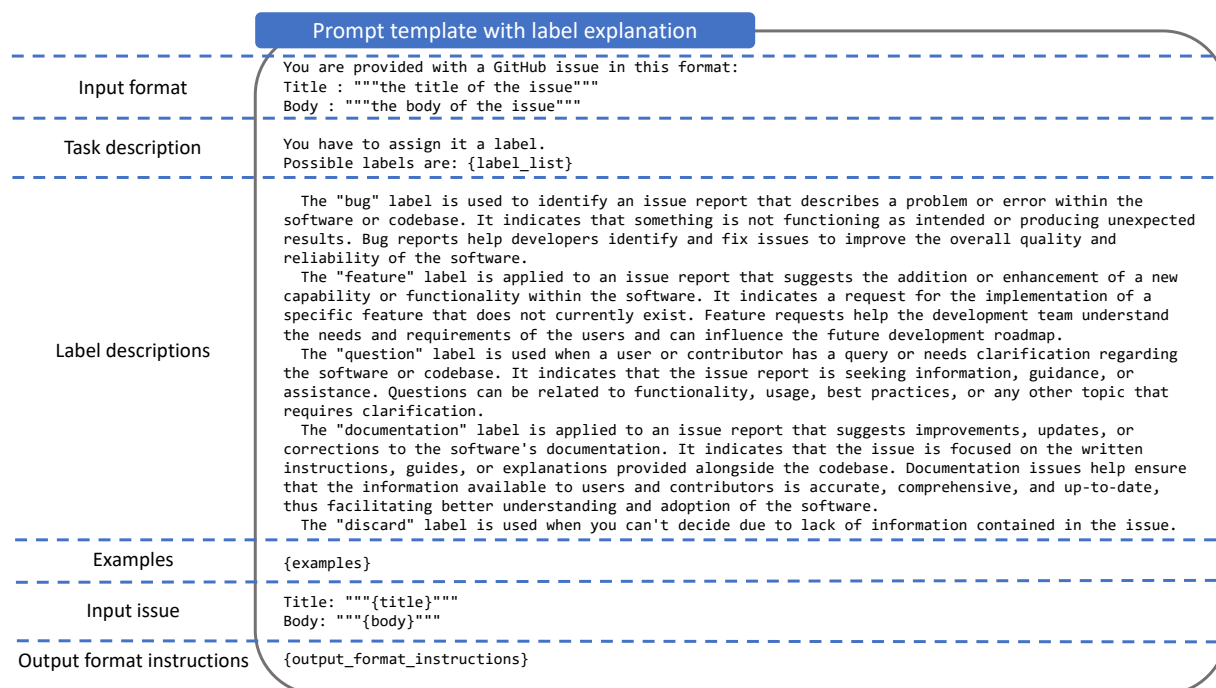 Prompt template with label explanation
Input format
You are provided with a GitHub issue in this format:
Title : """the title of the issue"""
Body : """the body of the issue"""
Task description
You have to assign it a label.
Possible labels are: {label_list}
Label descriptions
The "bug" label is used to identify an issue report that describes a problem or error within the
software or codebase. It indicates that something is not functioning as intended or producing unexpected
results. Bug reports help developers identify and fix issues to improve the overall quality and
reliability of the software.
The "feature" label is applied to an issue report that suggests the addition or enhancement of a new
capability or functionality within the software. It indicates a request for the implementation of a
specific feature that does not currently exist. Feature requests help the development team understand
the needs and requirements of the users and can influence the future development roadmap.
The "question" label is used when a user or contributor has a query or needs clarification regarding
the software or codebase. It indicates that the issue report is seeking information, guidance, or
assistance. Questions can be related to functionality, usage, best practices, or any other topic that
requires clarification.
The "documentation" label is applied to an issue report that suggests improvements, updates, or
corrections to the software's documentation. It indicates that the issue is focused on the written
instructions, guides, or explanations provided alongside the codebase. Documentation issues help ensure
that the information available to users and contributors is accurate, comprehensive, and up-to-date,
thus facilitating better understanding and adoption of the software.
The "discard" label is used when you can't decide due to lack of information contained in the issue.
Examples
{examples}
Input issue
Title: """{title}"""
Body: """{body}"""
Output format instructions
{output_format_instructions}